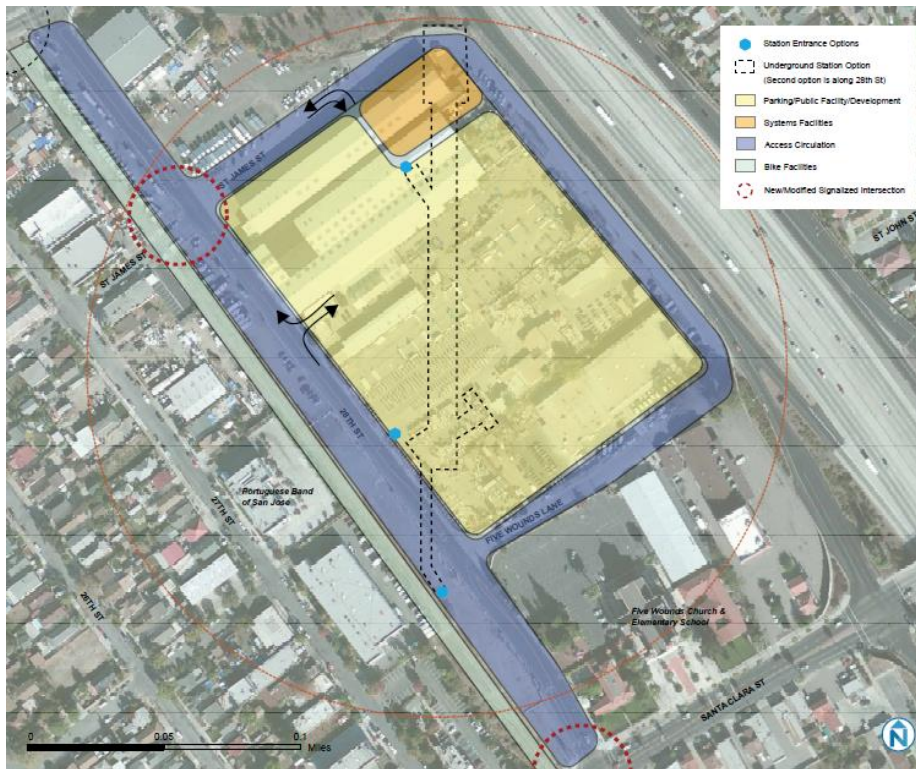 Station Entrance Options
Underground Station Option
(Second option is along 28th St)
Parking/Public Facility/Development
Systems Facilities
Access Circulation
Bike Facilities
New/Modified Signalized Intersection
ST JAMES ST
ST JOHN ST
ST JAMES ST
28TH ST
Portuguese Band
of San Jose
27TH ST
FIVE WOUNDS LANE
26TH ST
Five Wounds Church &
Elementary School
SANTA CLARA ST
0 0.05 0.1
Miles
N